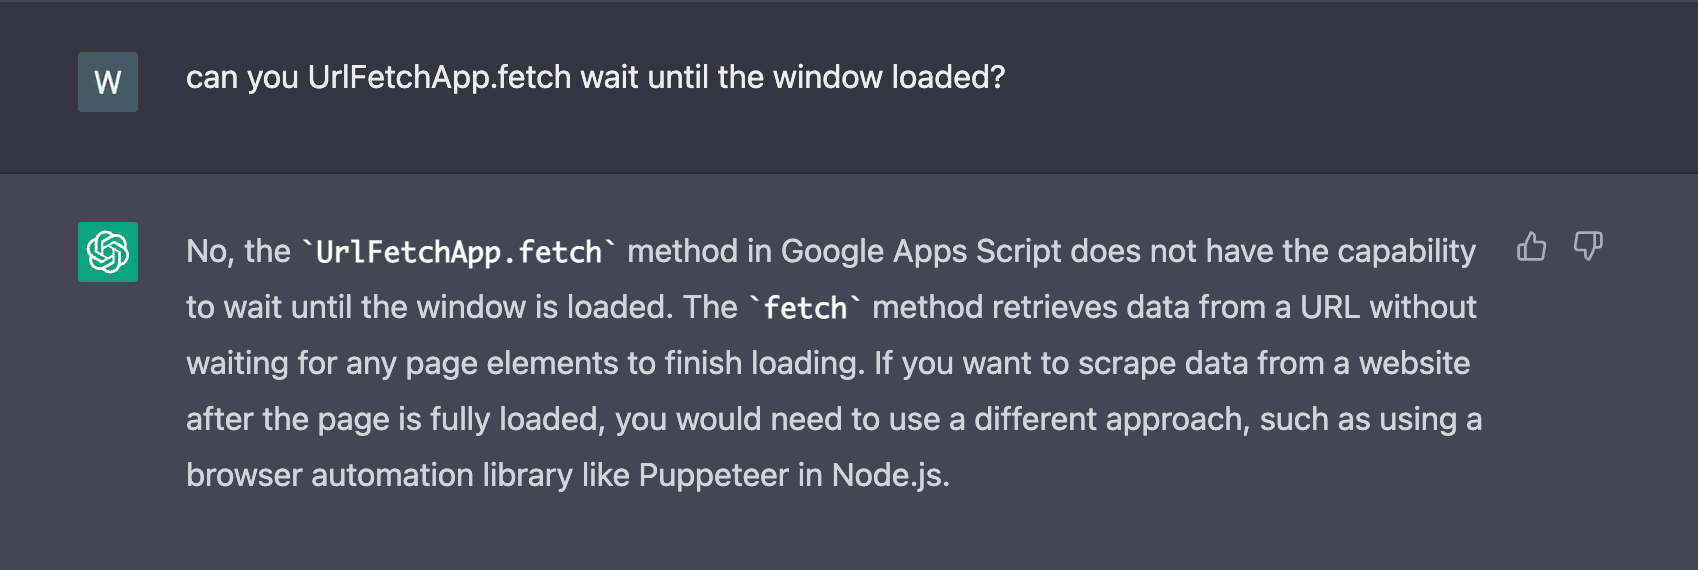 W
can you UrlFetchApp.fetch wait until the window loaded?
No, the `UrlFetchApp.fetch` method in Google Apps Script does not have the capability
to wait until the window is loaded. The `fetch` method retrieves data from a URL without
waiting for any page elements to finish loading. If you want to scrape data from a website
after the page is fully loaded, you would need to use a different approach, such as using a
browser automation library like Puppeteer in Node.js.